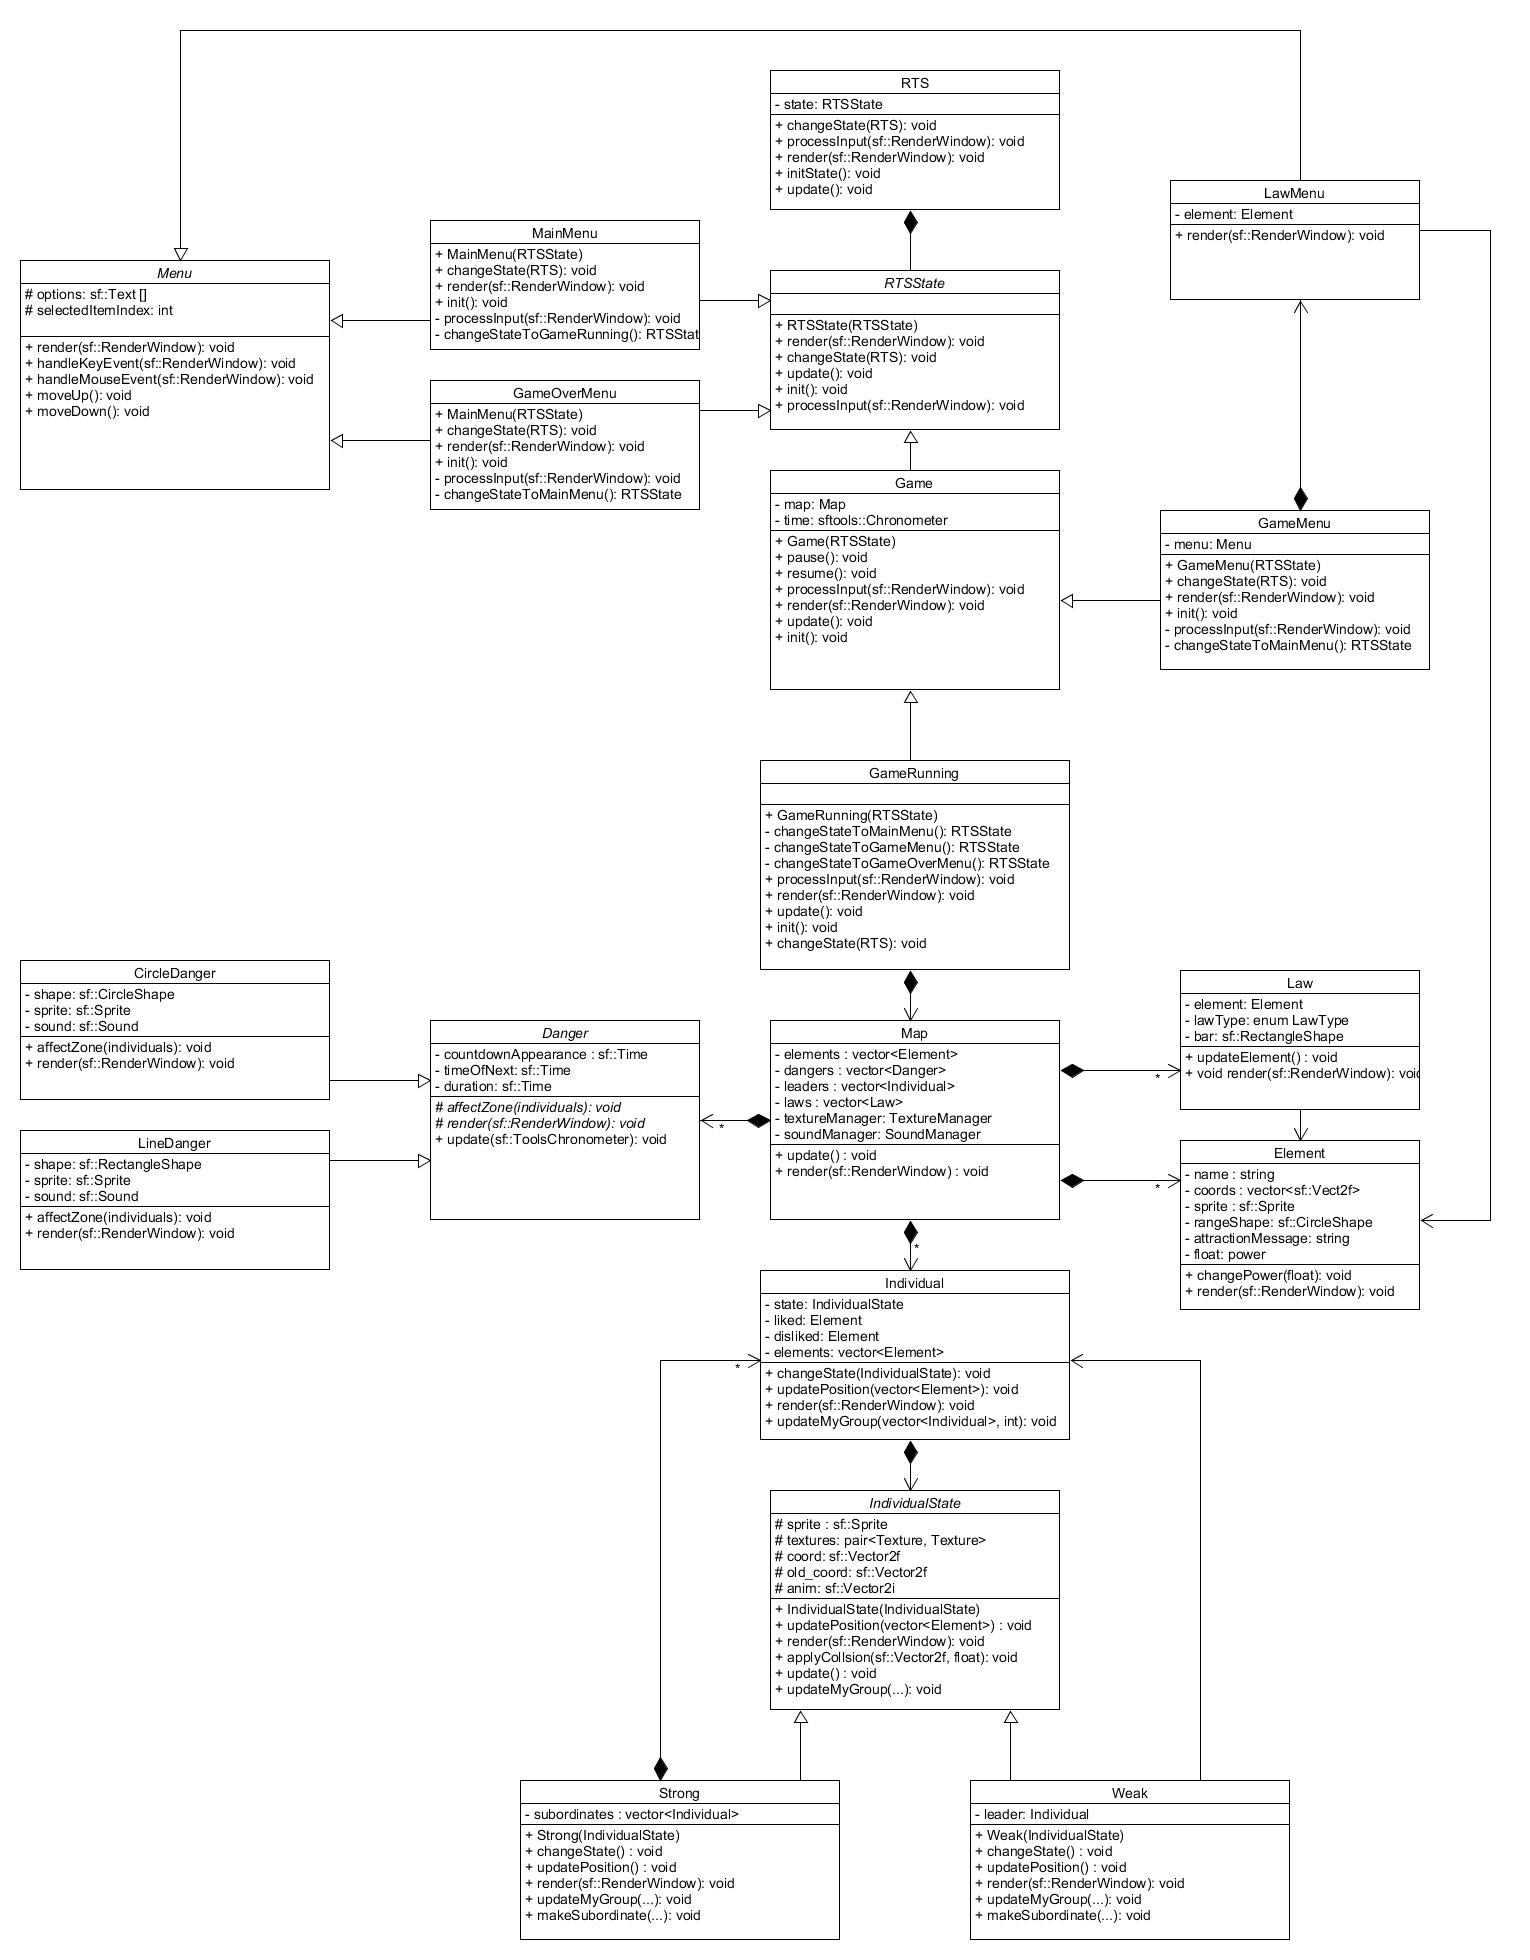 RTS
- state: RTSState
+ changeState(RTS): void
+ processInput(sf::RenderWindow): void
+ render(sf::RenderWindow): void
+ initState(): void
+ update(): void
LawMenu
- element: Element
+ render(sf::RenderWindow): void
MainMenu
+ MainMenu(RTSState)
+ changeState(RTS): void
+ render(sf::RenderWindow): void
+ init(): void
- processInput(sf::RenderWindow): void
- changeStateToGameRunning(): RTSStat
Menu
# options: sf::Text []
# selectedItemIndex: int
+ render(sf::RenderWindow): void
+ handleKeyEvent(sf::RenderWindow): void
+ handleMouseEvent(sf::RenderWindow): void
+ moveUp(): void
+ moveDown(): void
RTSState
+ RTSState(RTSState)
+ render(sf::RenderWindow): void
+ changeState(RTS): void
+ update(): void
+ init(): void
+ processInput(sf::RenderWindow): void
GameOverMenu
+ MainMenu(RTSState)
+ changeState(RTS): void
+ render(sf::RenderWindow): void
+ init(): void
- processInput(sf::RenderWindow): void
- changeStateToMainMenu(): RTSState
Game
- map: Map
- time: sftools::Chronometer
+ Game(RTSState)
+ pause(): void
+ resume(): void
+ processInput(sf::RenderWindow): void
+ render(sf::RenderWindow): void
+ update(): void
+ init(): void
GameMenu
- menu: Menu
+ GameMenu(RTSState)
+ changeState(RTS): void
+ render(sf::RenderWindow): void
+ init(): void
- processInput(sf::RenderWindow): void
- changeStateToMainMenu(): RTSState
GameRunning
+ GameRunning(RTSState)
- changeStateToMainMenu(): RTSState
- changeStateToGameMenu(): RTSState
- changeStateToGameOverMenu(): RTSState
+ processInput(sf::RenderWindow): void
+ render(sf::RenderWindow): void
+ update(): void
+ init(): void
+ changeState(RTS): void
CircleDanger
- shape: sf::CircleShape
- sprite: sf::Sprite
- sound: sf::Sound
+ affectZone(individuals): void
+ render(sf::RenderWindow): void
LineDanger
- shape: sf::RectangleShape
- sprite: sf::Sprite
- sound: sf::Sound
+ affectZone(individuals): void
+ render(sf::RenderWindow): void
Danger
- countdownAppearance : sf::Time
- timeOfNext: sf::Time
- duration: sf::Time
# affectZone(individuals): void
# render(sf::RenderWindow): void
+ update(sf::ToolsChronometer): void
*
Map
- elements : vector<Element>
- dangers : vector<Danger>
- leaders : vector<Individual>
- laws : vector<Law>
- textureManager: TextureManager
- soundManager: SoundManager
+ update() : void
+ render(sf::RenderWindow) : void
*
*
*
Law
- element: Element
- lawType: enum LawType
- bar: sf::RectangleShape
+ updateElement() : void
+ void render(sf::RenderWindow): void
Element
- name : string
- coords : vector<sf::Vect2f>
- sprite : sf::Sprite
- rangeShape: sf::CircleShape
- attractionMessage: string
- float: power
+ changePower(float): void
+ render(sf::RenderWindow): void
Individual
- state: IndividualState
- liked: Element
- disliked: Element
- elements: vector<Element>
+ changeState(IndividualState): void
+ updatePosition(vector<Element>): void
+ render(sf::RenderWindow): void
+ updateMyGroup(vector<Individual>, int): void
*
IndividualState
# sprite : sf::Sprite
# textures: pair<Texture, Texture>
# coord: sf::Vector2f
# old_coord: sf::Vector2f
# anim: sf::Vector2i
+ IndividualState(IndividualState)
+ updatePosition(vector<Element>) : void
+ render(sf::RenderWindow): void
+ applyCollsion(sf::Vector2f, float): void
+ update() : void
+ updateMyGroup(...): void
Strong
- subordinates : vector<Individual>
+ Strong(IndividualState)
+ changeState() : void
+ updatePosition() : void
+ render(sf::RenderWindow): void
+ updateMyGroup(...): void
+ makeSubordinate(...): void
Weak
- leader: Individual
+ Weak(IndividualState)
+ changeState() : void
+ updatePosition() : void
+ render(sf::RenderWindow): void
+ updateMyGroup(...): void
+ makeSubordinate(...): void